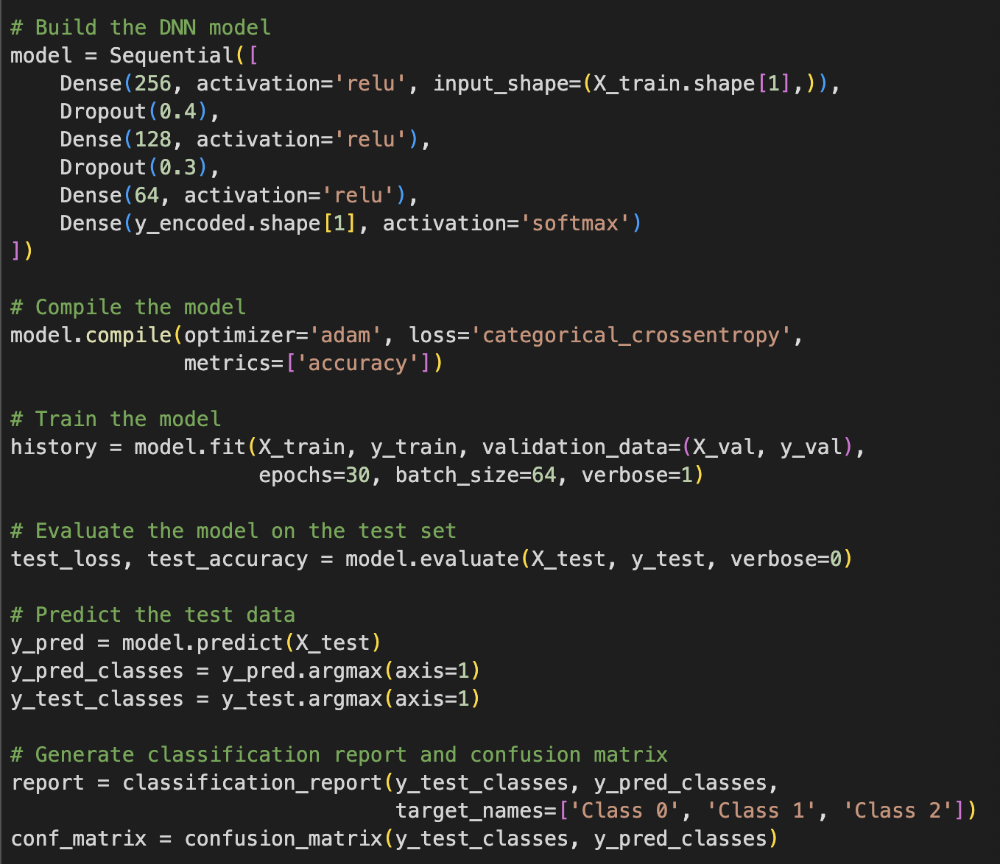 # Build the DNN model
model = Sequential([
    Dense(256, activation='relu', input_shape=(X_train.shape[1],)),
    Dropout(0.4),
    Dense(128, activation='relu'),
    Dropout(0.3),
    Dense(64, activation='relu'),
    Dense(y_encoded.shape[1], activation='softmax')
])

# Compile the model
model.compile(optimizer='adam', loss='categorical_crossentropy',
              metrics=['accuracy'])

# Train the model
history = model.fit(X_train, y_train, validation_data=(X_val, y_val),
                    epochs=30, batch_size=64, verbose=1)

# Evaluate the model on the test set
test_loss, test_accuracy = model.evaluate(X_test, y_test, verbose=0)

# Predict the test data
y_pred = model.predict(X_test)
y_pred_classes = y_pred.argmax(axis=1)
y_test_classes = y_test.argmax(axis=1)

# Generate classification report and confusion matrix
report = classification_report(y_test_classes, y_pred_classes,
                               target_names=['Class 0', 'Class 1', 'Class 2'])
conf_matrix = confusion_matrix(y_test_classes, y_pred_classes)